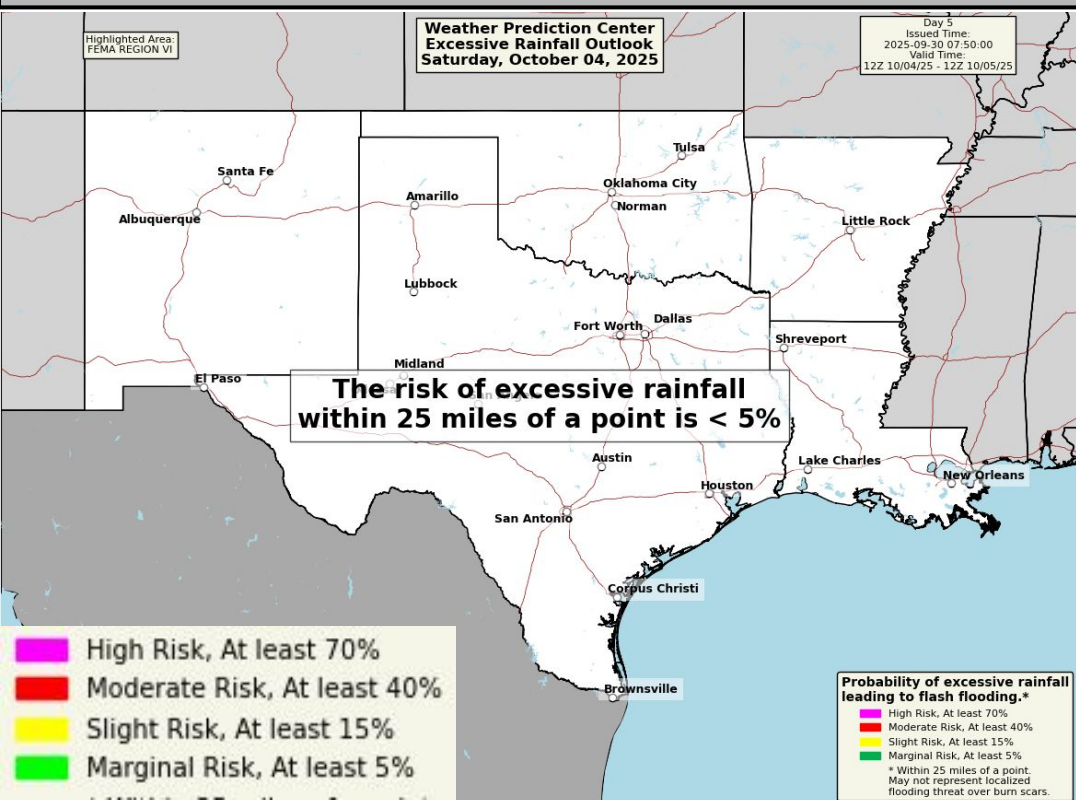 Highlighted Area:
FEMA REGION VI
Weather Prediction Center
Excessive Rainfall Outlook
Saturday, October 04, 2025
Day 5
Issued Time:
2025-09-30 07:50:00
Valid Time:
12Z 10/04/25 - 12Z 10/05/25
Tulsa
Santa Fe
Oklahoma City
Amarillo
Norman
Albuquerque
Little Rock
Lubbock
Dallas
Fort Worth
Shreveport
Midland
El Paso
The risk of excessive rainfall
within 25 miles of a point is < 5%
Austin
Lake Charles
New Orleans
Houston
San Antonio
Corpus Christi
Brownsville
High Risk, At least 70%
Moderate Risk, At least 40%
Slight Risk, At least 15%
Marginal Risk, At least 5%
Probability of excessive rainfall
leading to flash flooding.*
High Risk, At least 70%
Moderate Risk, At least 40%
Slight Risk, At least 15%
Marginal Risk, At least 5%
* Within 25 miles of a point.
May not represent localized
flooding threat over burn scars.